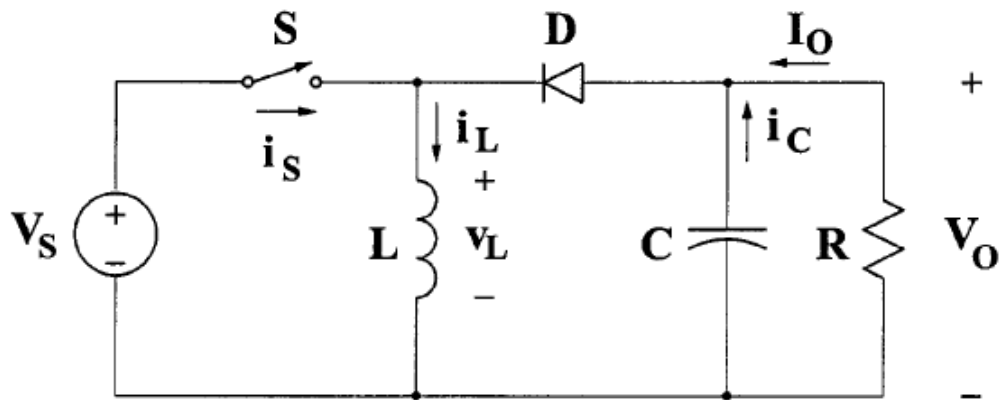 S D I_O +
i_S i_L i_C
+
V_S + − L v_L C R V_O
−
−